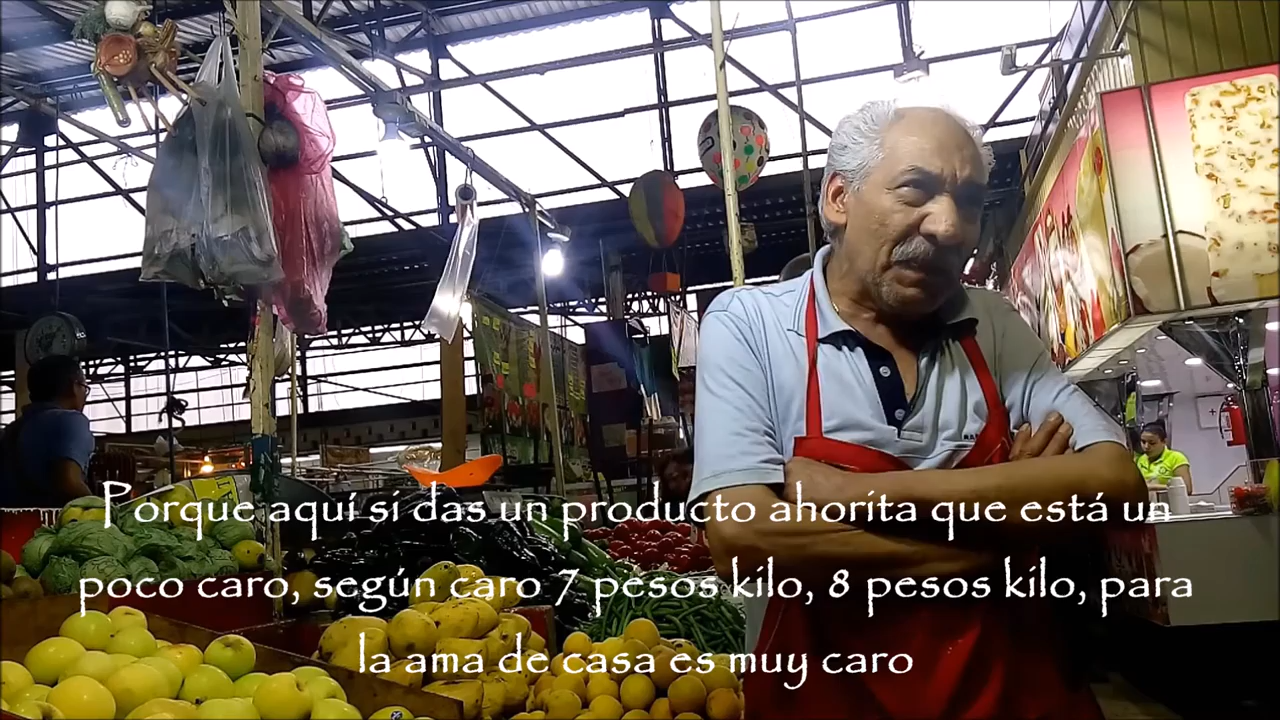 Porque aquí si das un producto ahorita que está un
poco caro, según caro 7 pesos kilo, 8 pesos kilo, para
la ama de casa es muy caro